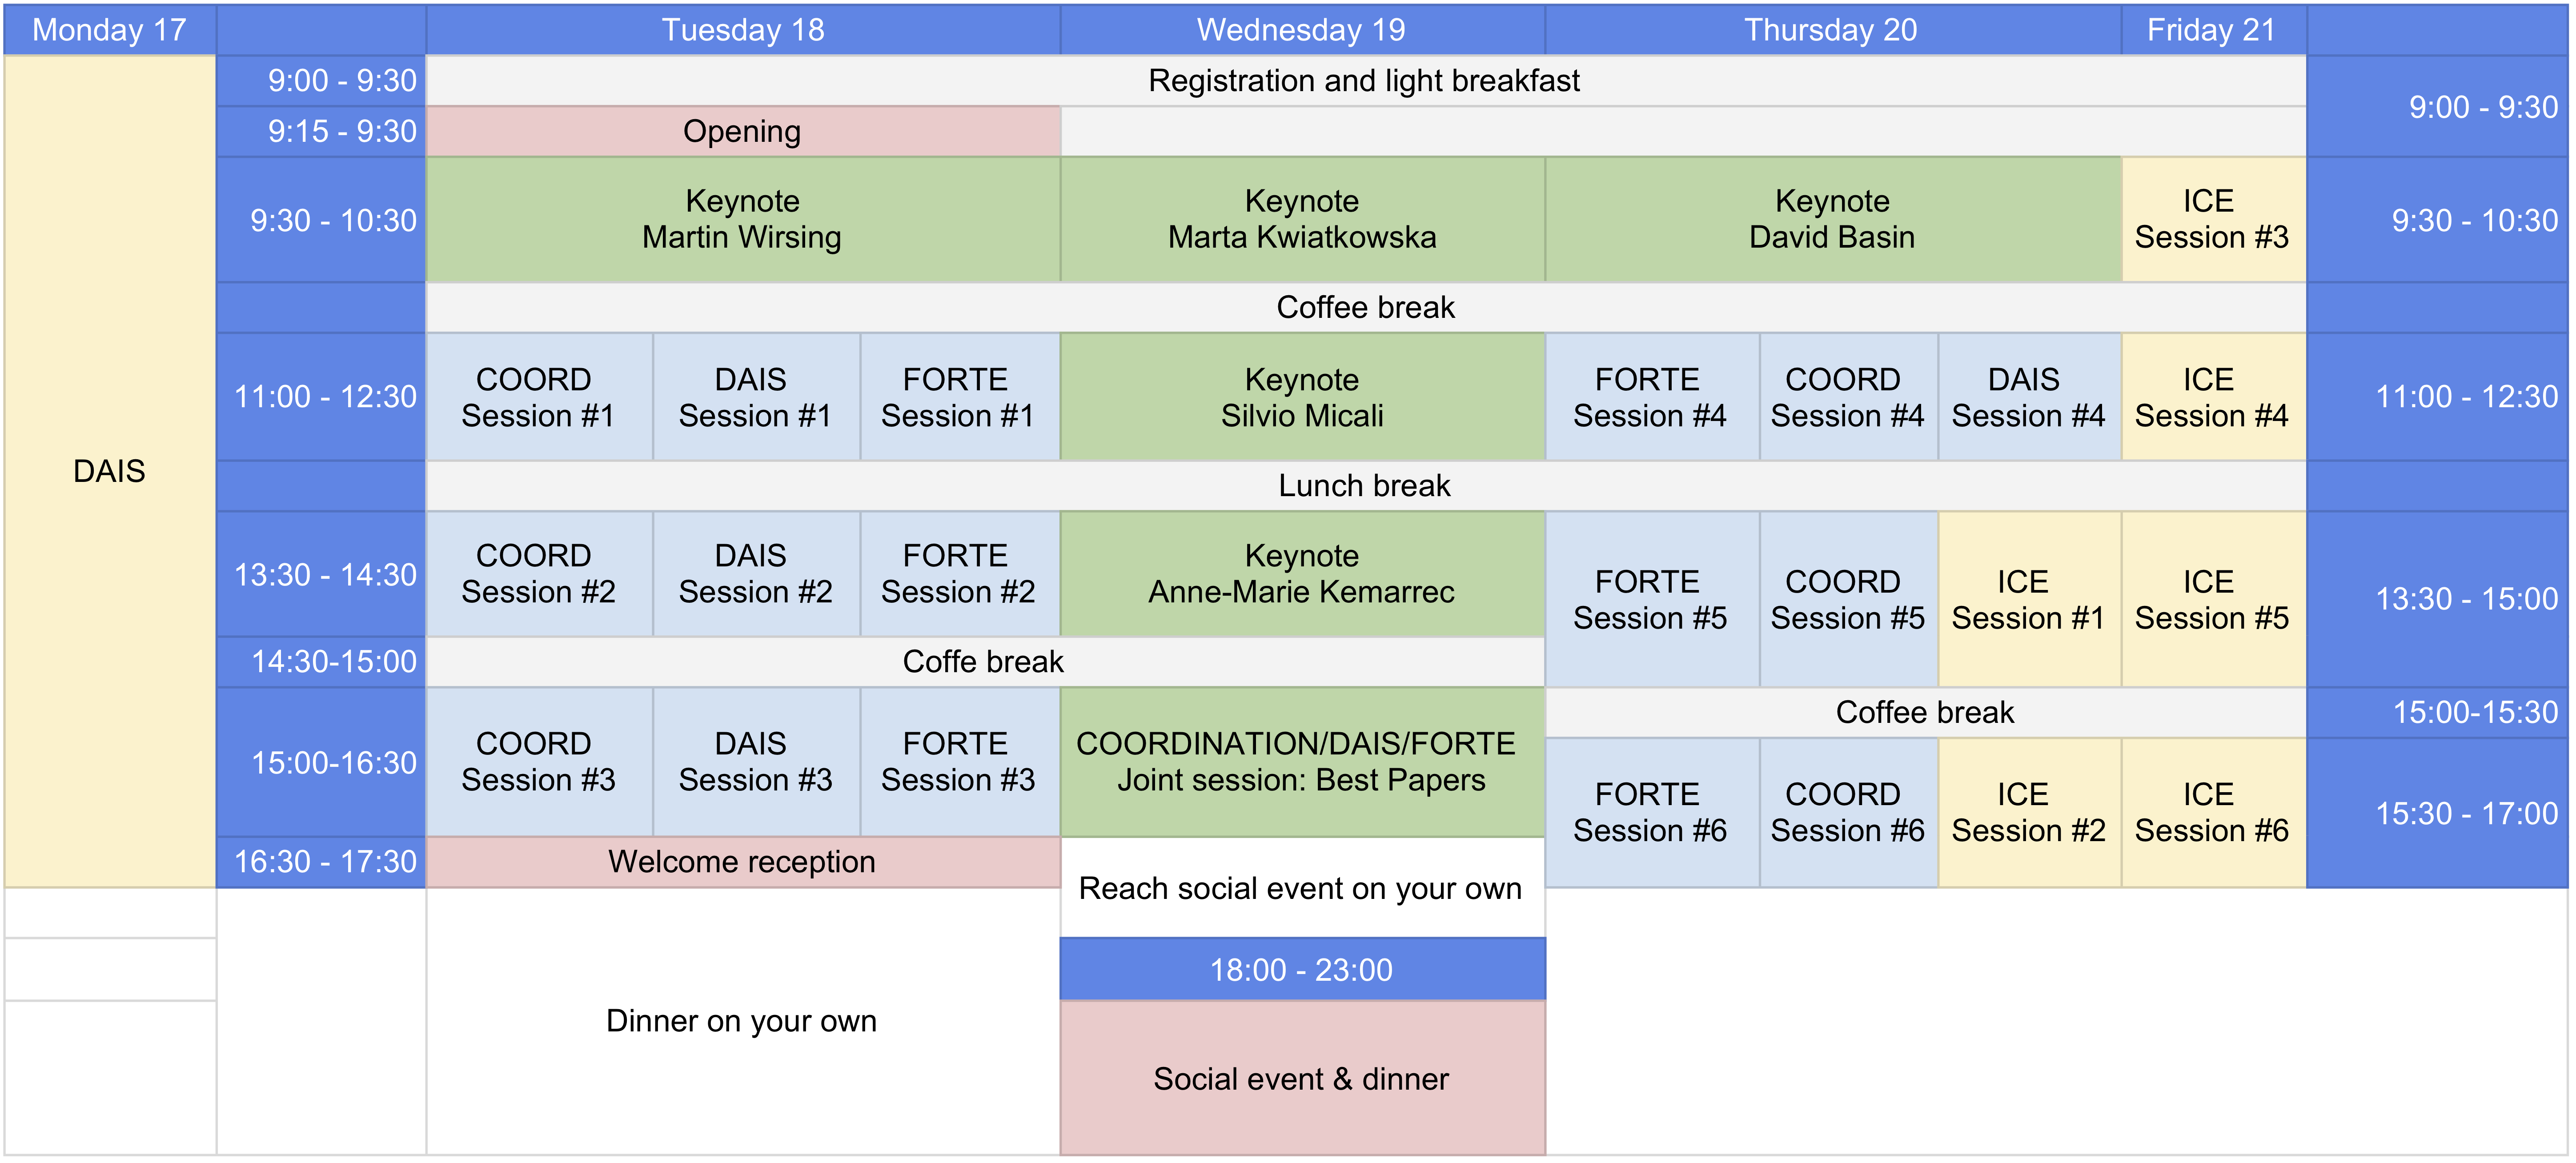 Monday 17
Tuesday 18
Wednesday 19
Thursday 20
Friday 21
9:00 - 9:30
Registration and light breakfast
9:00 - 9:30
9:15 - 9:30
Opening
9:30 - 10:30
Keynote
Martin Wirsing
Keynote
Marta Kwiatkowska
Keynote
David Basin
ICE
Session #3
9:30 - 10:30
Coffee break
DAIS
11:00 - 12:30
COORD
Session #1
DAIS
Session #1
FORTE
Session #1
Keynote
Silvio Micali
FORTE
Session #4
COORD
Session #4
DAIS
Session #4
ICE
Session #4
11:00 - 12:30
Lunch break
13:30 - 14:30
COORD
Session #2
DAIS
Session #2
FORTE
Session #2
Keynote
Anne-Marie Kemarrec
FORTE
Session #5
COORD
Session #5
ICE
Session #1
ICE
Session #5
13:30 - 15:00
14:30-15:00
Coffe break
15:00-16:30
COORD
Session #3
DAIS
Session #3
FORTE
Session #3
COORDINATION/DAIS/FORTE
Joint session: Best Papers
Coffee break
15:00-15:30
FORTE
Session #6
COORD
Session #6
ICE
Session #2
ICE
Session #6
15:30 - 17:00
16:30 - 17:30
Welcome reception
Reach social event on your own
18:00 - 23:00
Dinner on your own
Social event & dinner